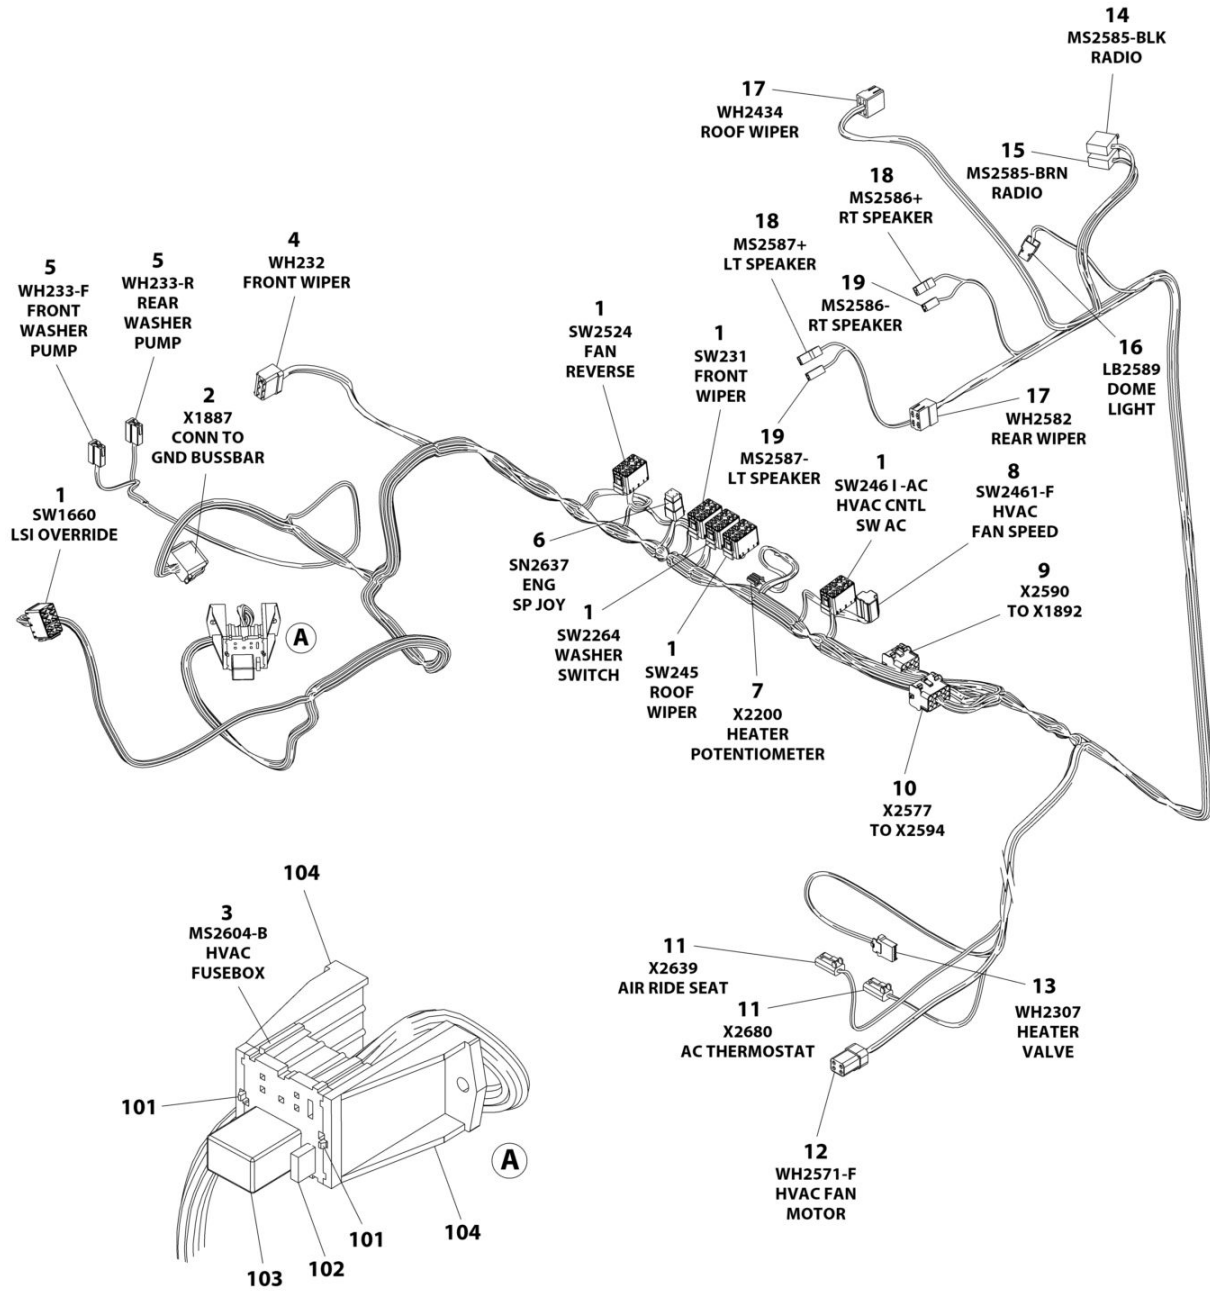 14
MS2585-BLK
RADIO
17
WH2434
ROOF WIPER
15
MS2585-BRN
RADIO
18
MS2586+
RT SPEAKER
18
MS2587+
LT SPEAKER
19
MS2586-
RT SPEAKER
4
WH232
FRONT WIPER
5
WH233-F
FRONT
WASHER
PUMP
5
WH233-R
REAR
WASHER
PUMP
1
SW2524
FAN
REVERSE
1
SW231
FRONT
WIPER
16
LB2589
DOME
LIGHT
17
WH2582
REAR WIPER
2
X1887
CONN TO
GND BUSSBAR
19
MS2587-
LT SPEAKER
1
SW246 I -AC
HVAC CNTL
SW AC
8
SW2461-F
HVAC
FAN SPEED
1
SW1660
LSI OVERRIDE
6
SN2637
ENG
SP JOY
9
X2590
TO X1892
A
1
SW2264
WASHER
SWITCH
1
SW245
ROOF
WIPER
7
X2200
HEATER
POTENTIOMETER
10
X2577
TO X2594
104
3
MS2604-B
HVAC
FUSEBOX
11
X2639
AIR RIDE SEAT
11
X2680
AC THERMOSTAT
13
WH2307
HEATER
VALVE
101
A
12
WH2571-F
HVAC FAN
MOTOR
104
101
102
103